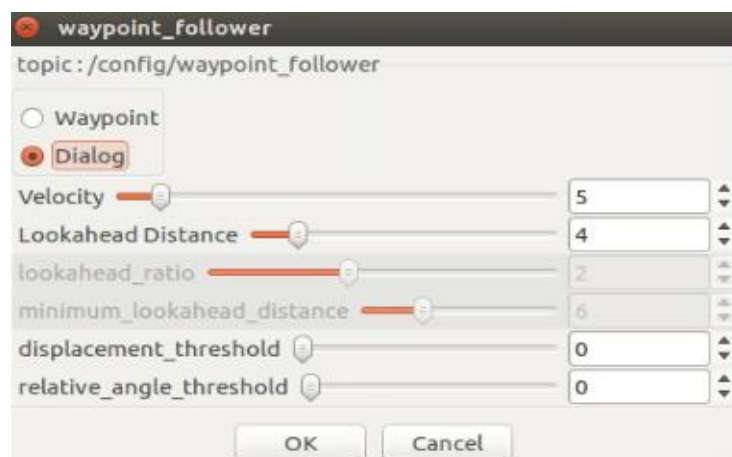 waypoint_follower
topic:/config/waypoint_follower
Waypoint
Dialog
Velocity 5
Lookahead Distance 4
lookahead_ratio 2
minimum_lookahead_distance 6
displacement_threshold 0
relative_angle_threshold 0
OK Cancel